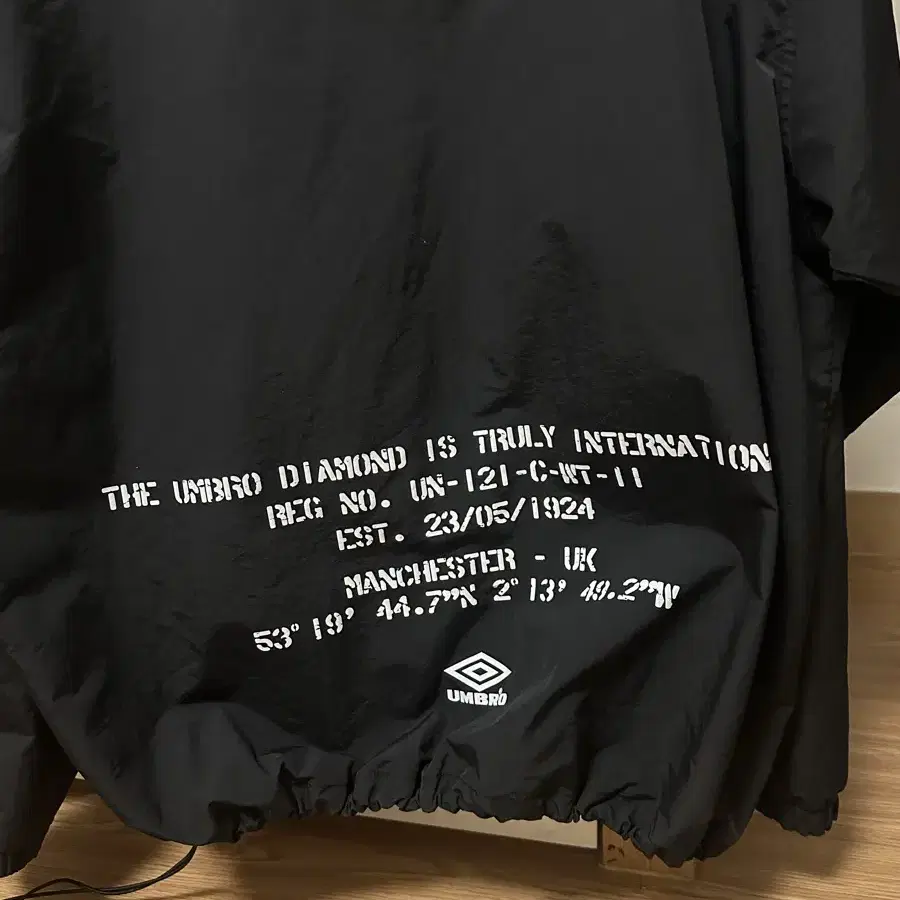 THE UMBRO DIAMOND IS TRULY INTERNATION
REG NO. UN-121-C-WT-11
EST. 23/05/1924
MANCHESTER - UK
53° 19' 44.7"N 2° 13' 49.2"W
UMBRO